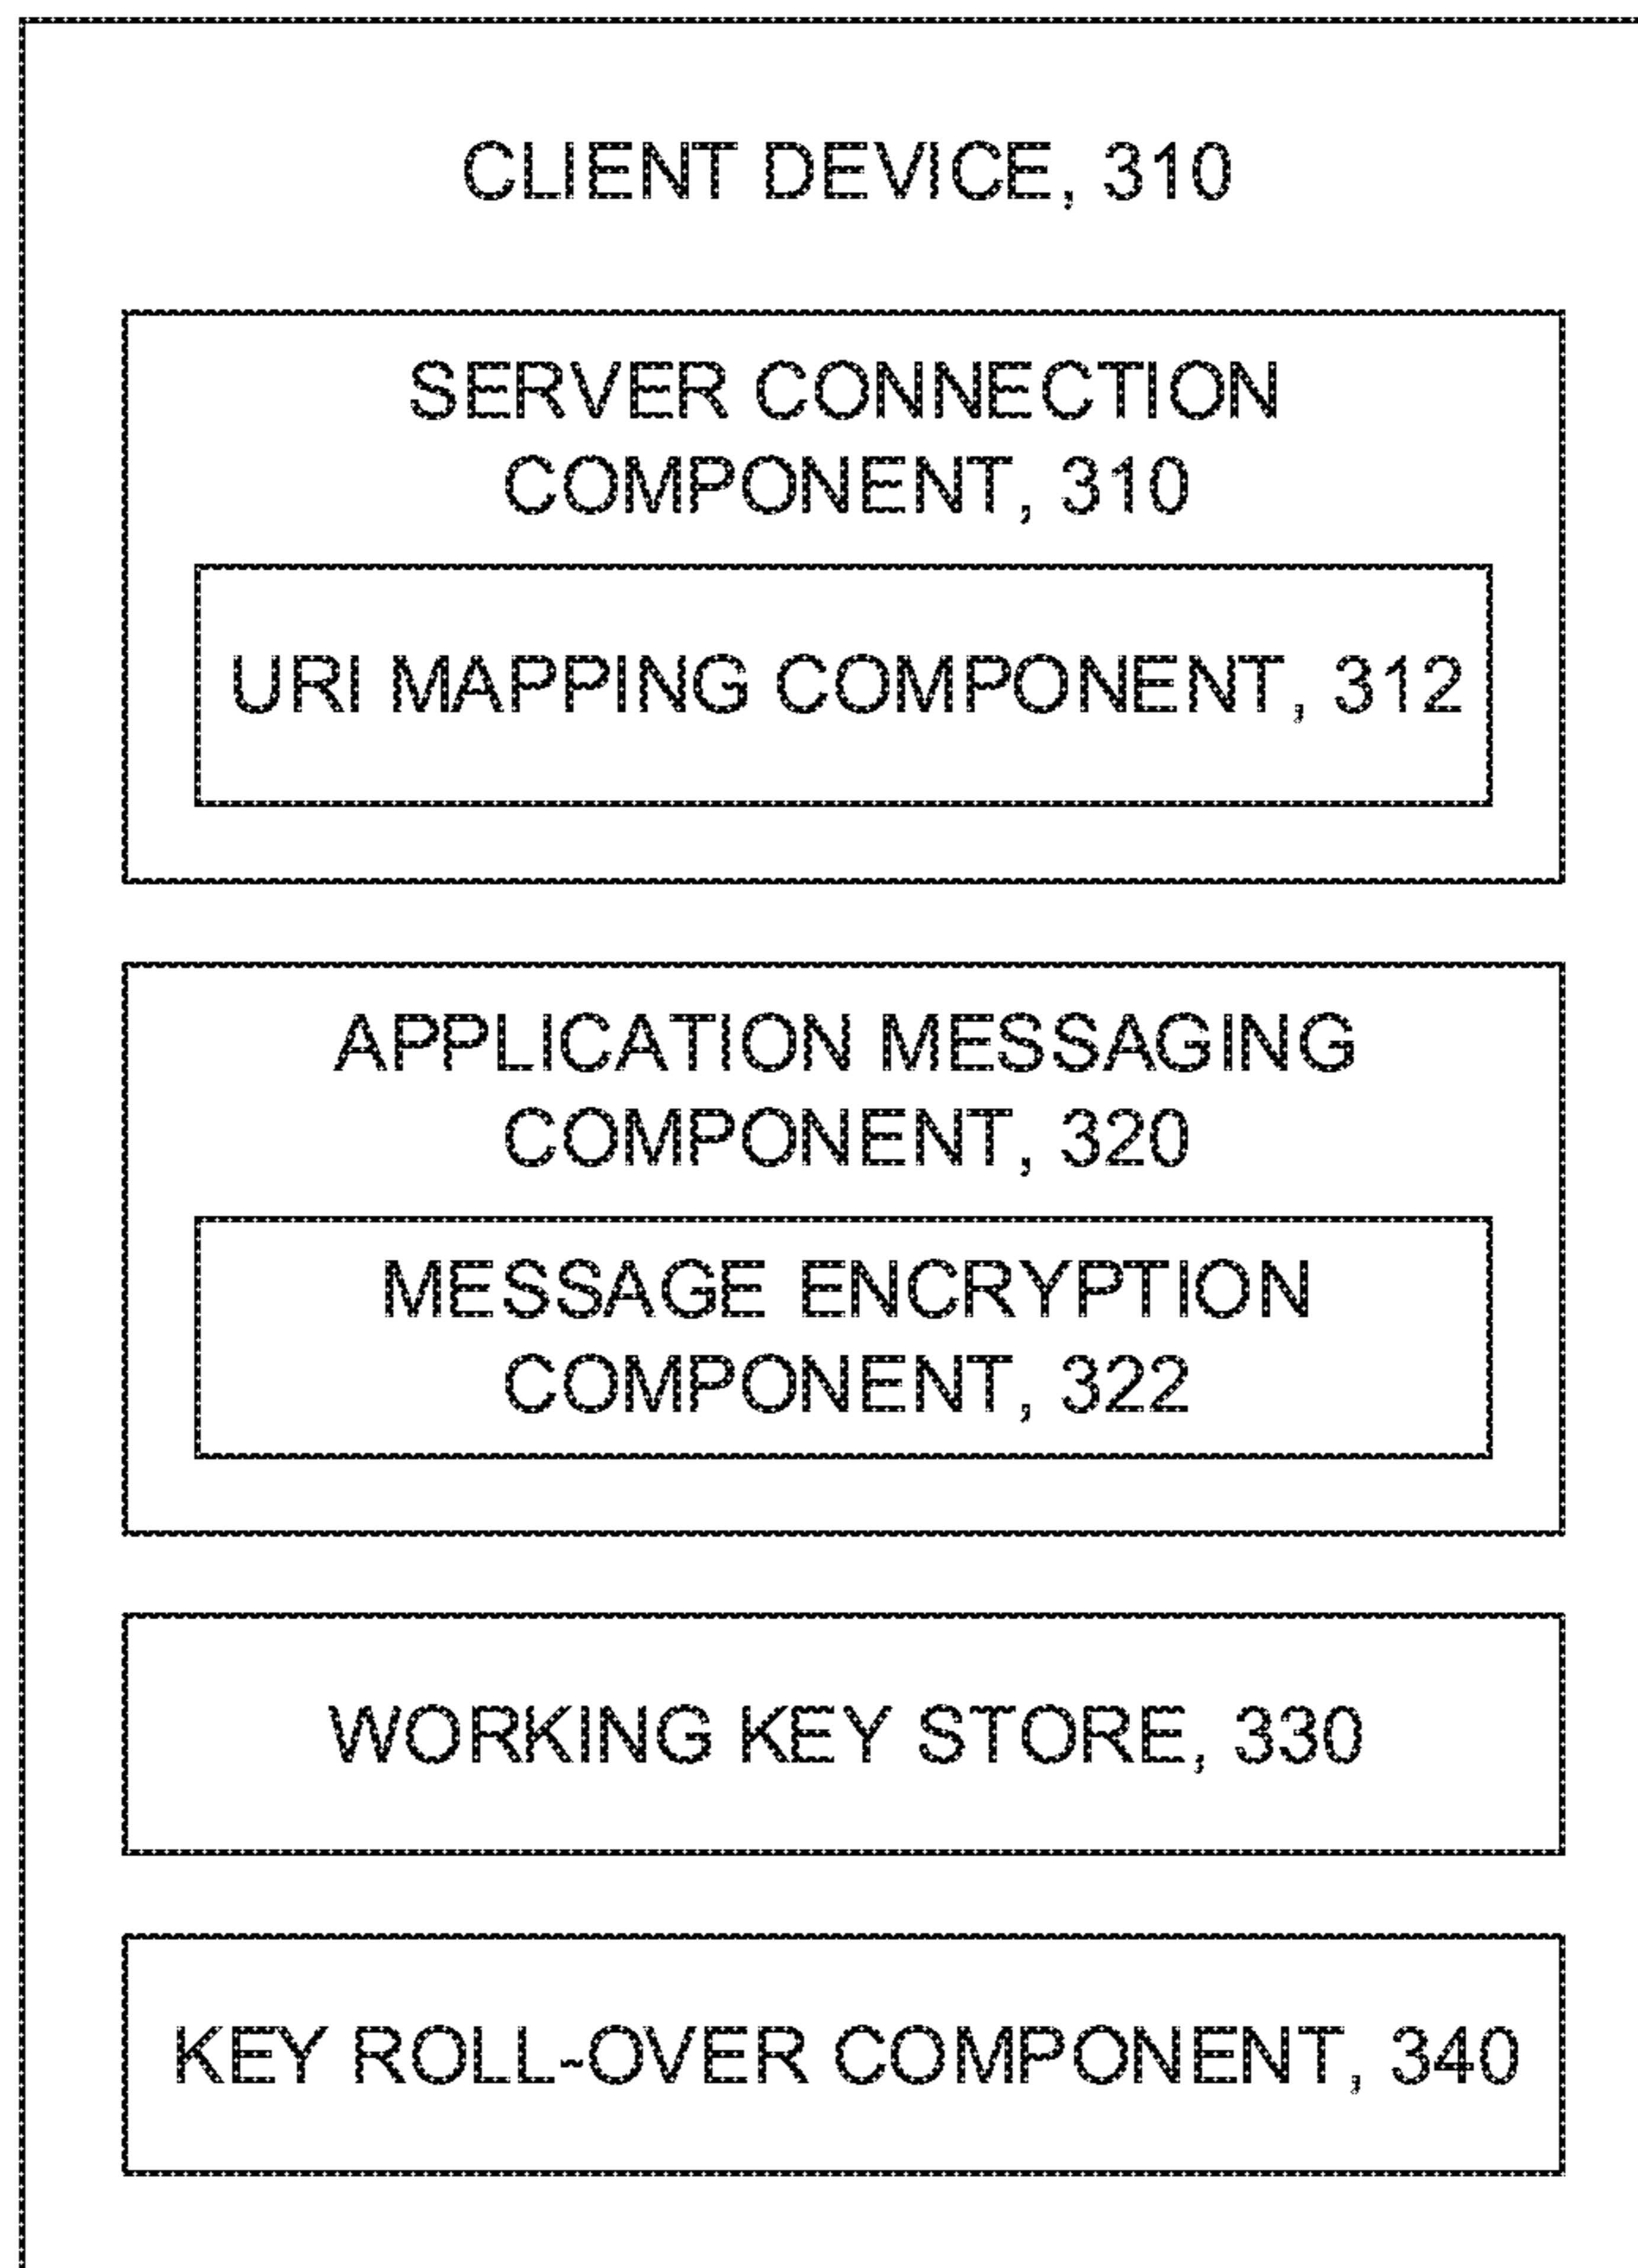 CLIENT DEVICE, 310
SERVER CONNECTION
COMPONENT, 310
URI MAPPING COMPONENT, 312
APPLICATION MESSAGING
COMPONENT, 320
MESSAGE ENCRYPTION
COMPONENT, 322
WORKING KEY STORE, 330
KEY ROLL-OVER COMPONENT, 340